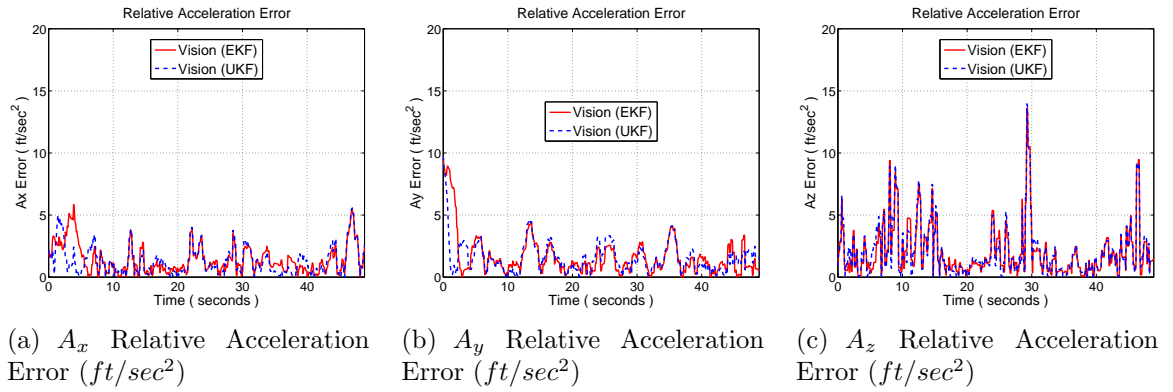 Relative Acceleration Error
20
15
10
5
0
Ax Error ( ft/sec²)
Vision (EKF)
Vision (UKF)
0 10 20 30 40
Time ( seconds )
(a) Aₓ Relative Acceleration
Error (ft/sec²)
Relative Acceleration Error
20
15
10
5
0
Ay Error ( ft/sec²)
Vision (EKF)
Vision (UKF)
0 10 20 30 40
Time ( seconds )
(b) A_y Relative Acceleration
Error (ft/sec²)
Relative Acceleration Error
20
15
10
5
0
Az Error ( ft/sec²)
Vision (EKF)
Vision (UKF)
0 10 20 30 40
Time ( seconds )
(c) A_z Relative Acceleration
Error (ft/sec²)